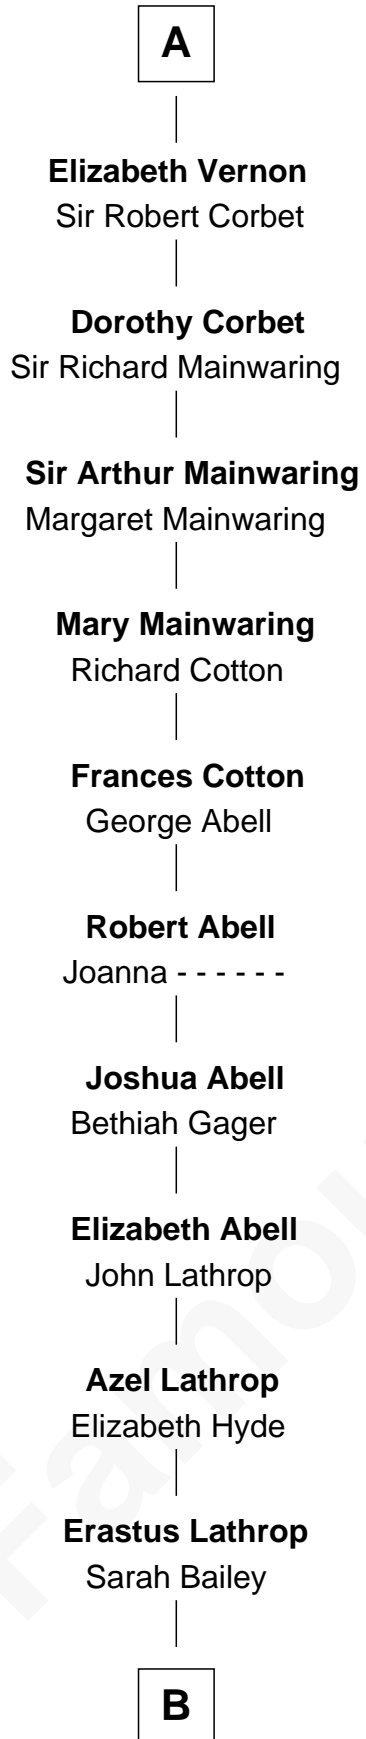 A
Elizabeth Vernon
Sir Robert Corbet
Dorothy Corbet
Sir Richard Mainwaring
Sir Arthur Mainwaring
Margaret Mainwaring
Mary Mainwaring
Richard Cotton
Frances Cotton
George Abell
Robert Abell
Joanna - - - - - -
Joshua Abell
Bethiah Gager
Elizabeth Abell
John Lathrop
Azel Lathrop
Elizabeth Hyde
Erastus Lathrop
Sarah Bailey
B
Famou